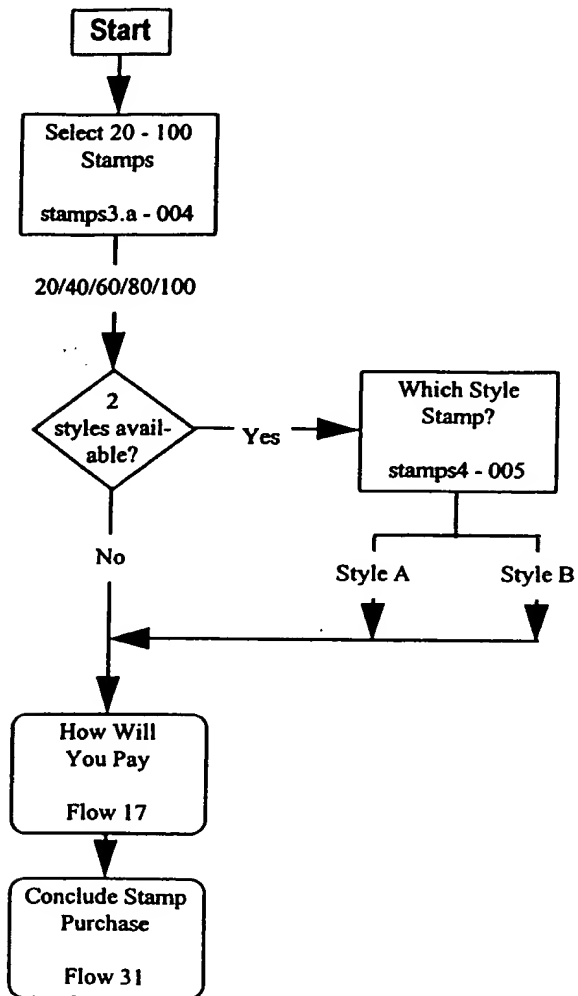 Start
Select 20 - 100
Stamps
stamps3.a - 004
20/40/60/80/100
2
styles avail-
able?
Yes
Which Style
Stamp?
stamps4 - 005
No
Style A
Style B
How Will
You Pay
Flow 17
Conclude Stamp
Purchase
Flow 31